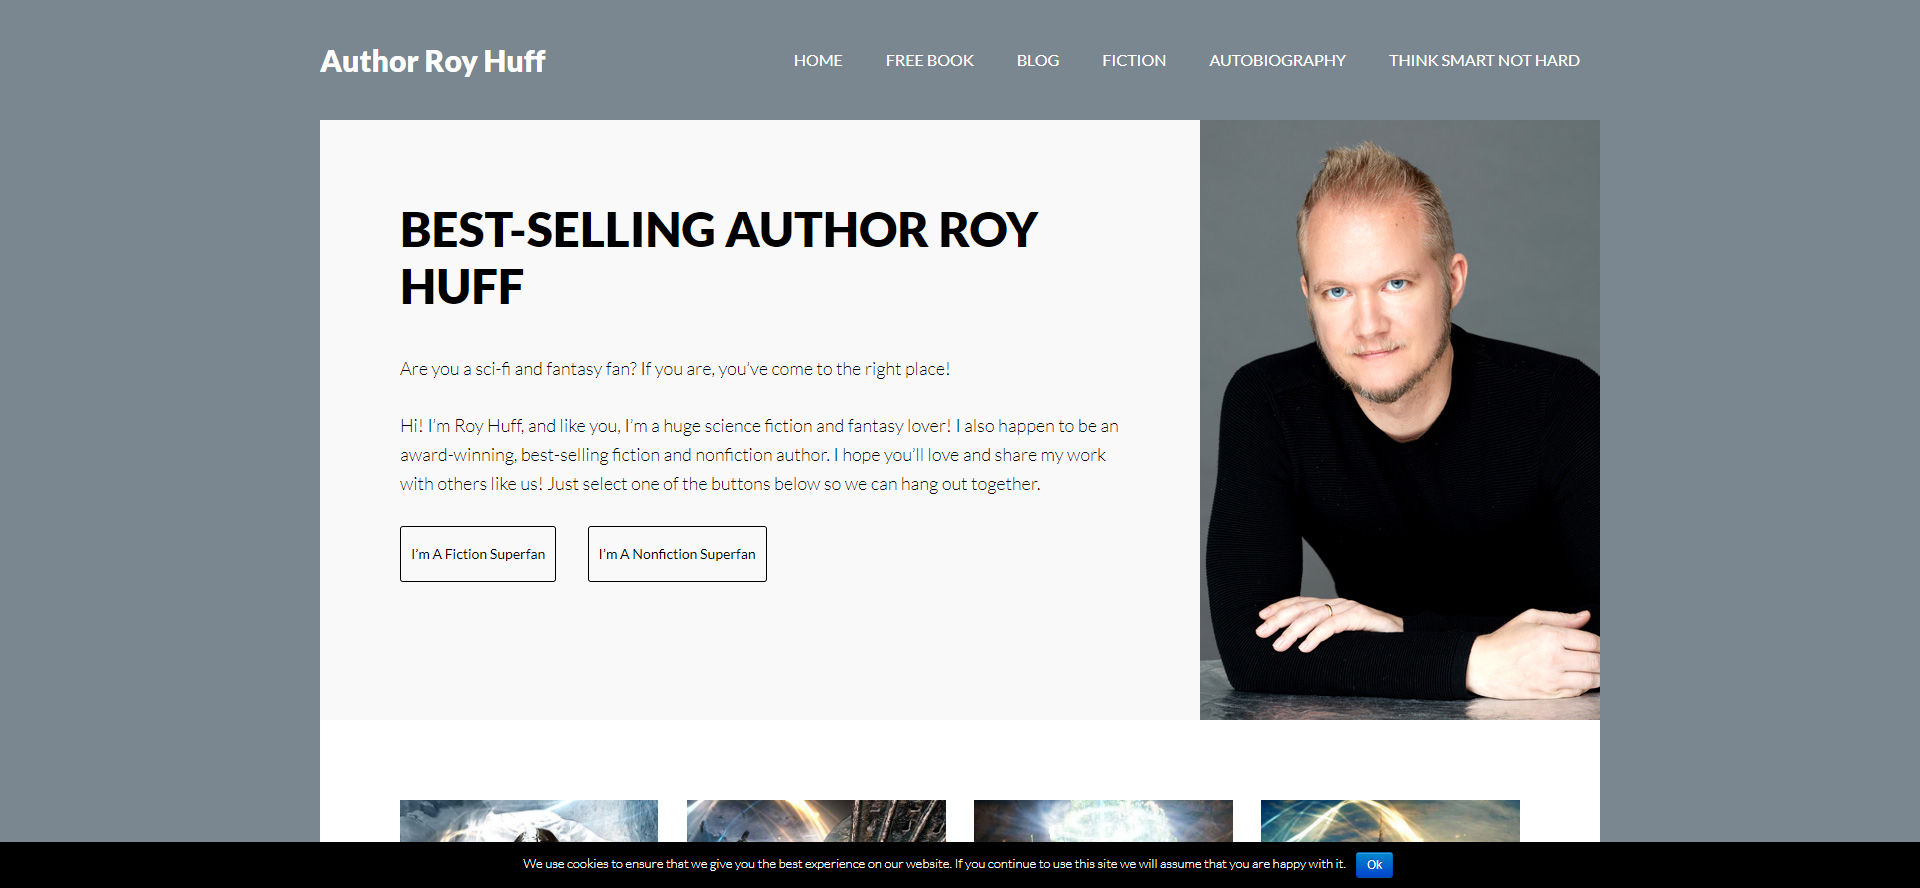 Author Roy Huff
HOME FREE BOOK BLOG FICTION AUTOBIOGRAPHY THINK SMART NOT HARD
BEST-SELLING AUTHOR ROY
HUFF
Are you a sci-fi and fantasy fan? If you are, you’ve come to the right place!
Hi! I’m Roy Huff, and like you, I’m a huge science fiction and fantasy lover! I also happen to be an
award-winning, best-selling fiction and nonfiction author. I hope you’ll love and share my work
with others like us! Just select one of the buttons below so we can hang out together.
I’m A Fiction Superfan I’m A Nonfiction Superfan
We use cookies to ensure that we give you the best experience on our website. If you continue to use this site we will assume that you are happy with it. Ok